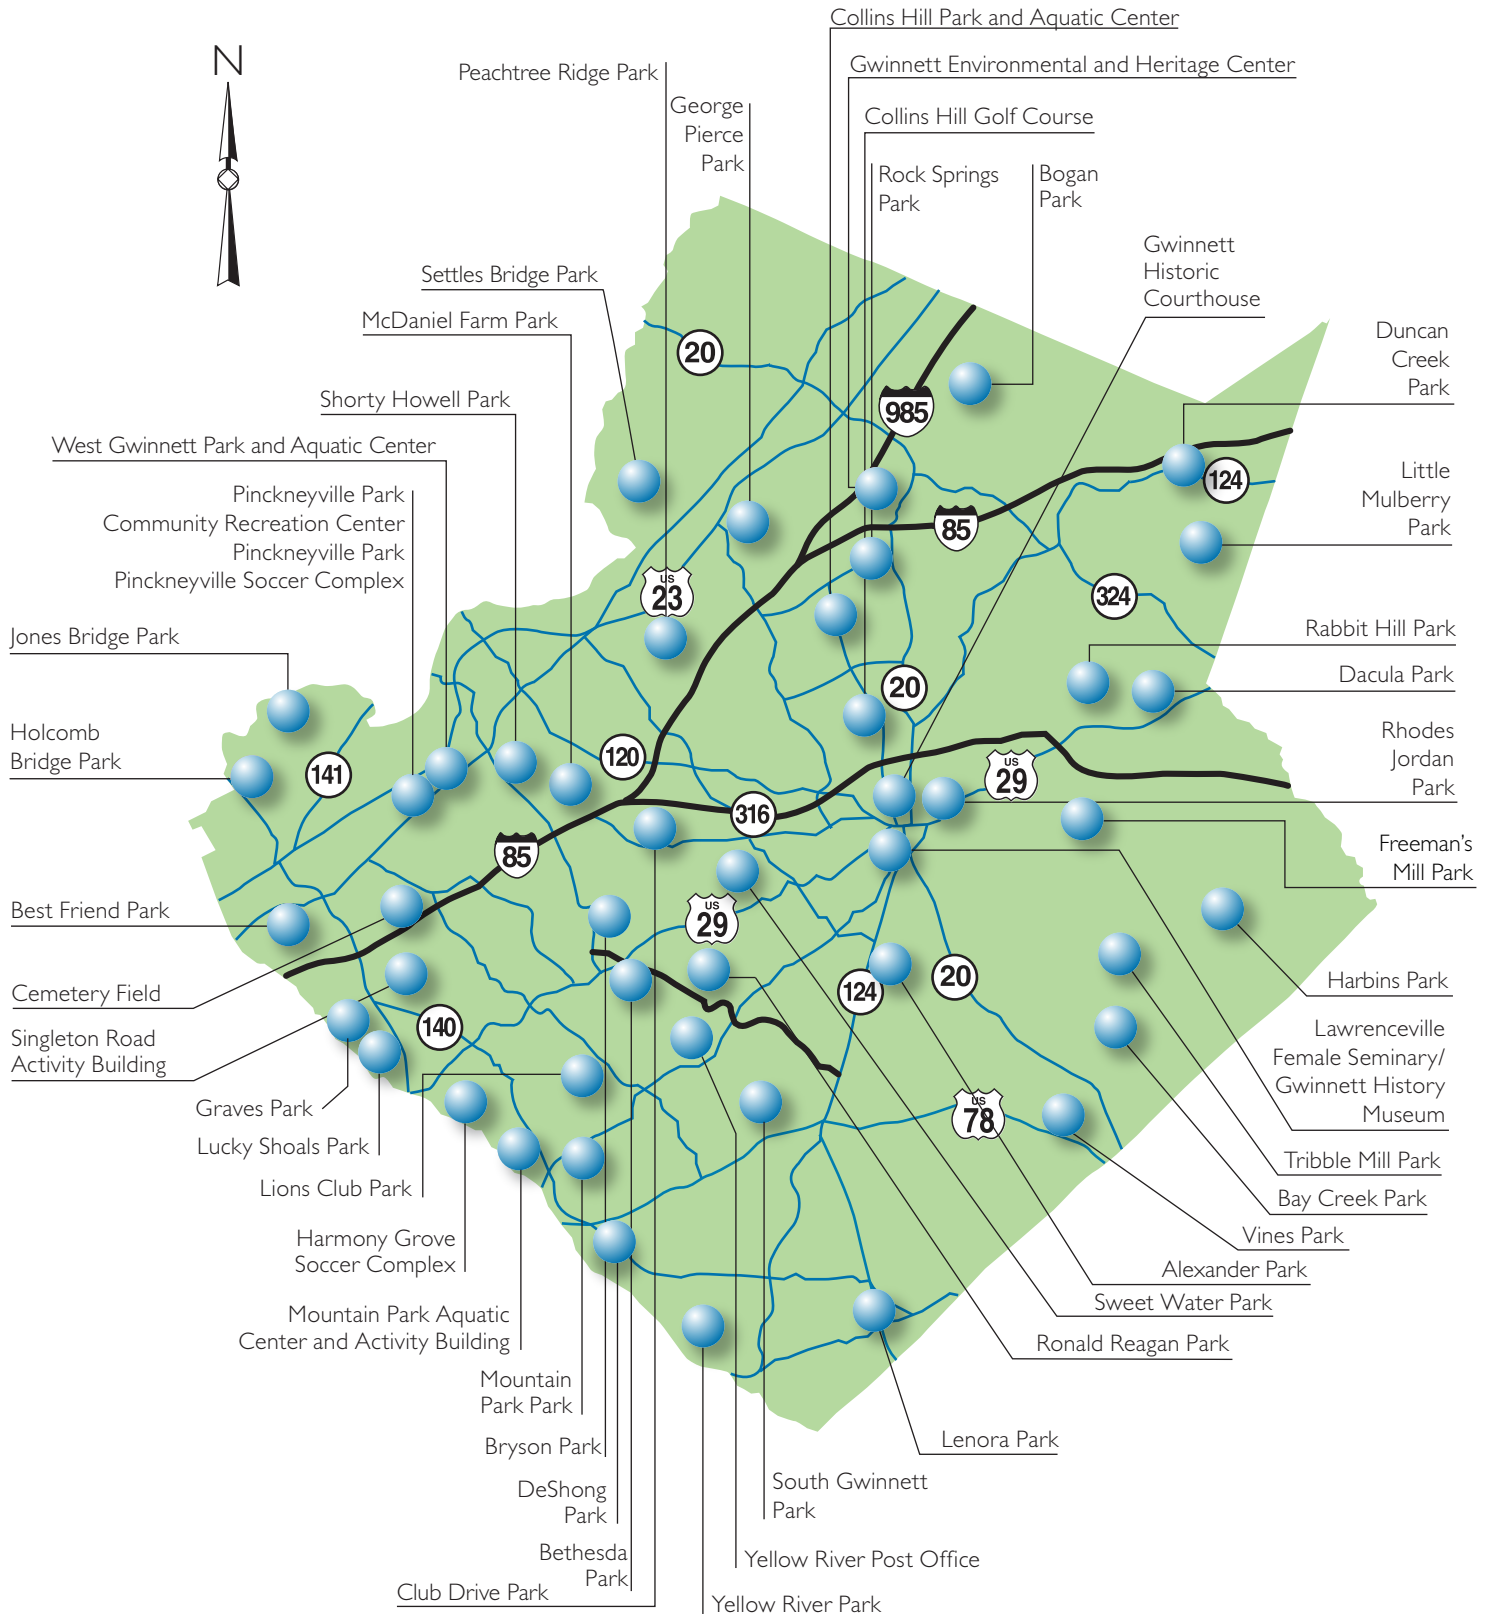 Collins Hill Park and Aquatic Center
N
Gwinnett Environmental and Heritage Center
Peachtree Ridge Park
George
Pierce
Park
Collins Hill Golf Course
Rock Springs
Park
Bogan
Park
Gwinnett
Historic
Courthouse
Settles Bridge Park
McDaniel Farm Park
Duncan
Creek
Park
20
985
Shorty Howell Park
West Gwinnett Park and Aquatic Center
124
Little
Mulberry
Park
Pinckneyville Park
Community Recreation Center
Pinckneyville Park
Pinckneyville Soccer Complex
85
US
23
324
Jones Bridge Park
Rabbit Hill Park
Dacula Park
20
Holcomb
Bridge Park
141
120
US
29
Rhodes
Jordan
Park
316
85
Freeman's
Mill Park
Best Friend Park
US
29
Cemetery Field
124
20
Harbins Park
Singleton Road
Activity Building
140
Lawrenceville
Female Seminary/
Gwinnett History
Museum
Graves Park
US
78
Lucky Shoals Park
Tribble Mill Park
Lions Club Park
Bay Creek Park
Harmony Grove
Soccer Complex
Vines Park
Alexander Park
Mountain Park Aquatic
Center and Activity Building
Sweet Water Park
Ronald Reagan Park
Mountain
Park Park
Bryson Park
Lenora Park
DeShong
Park
South Gwinnett
Park
Bethesda
Park
Yellow River Post Office
Club Drive Park
Yellow River Park